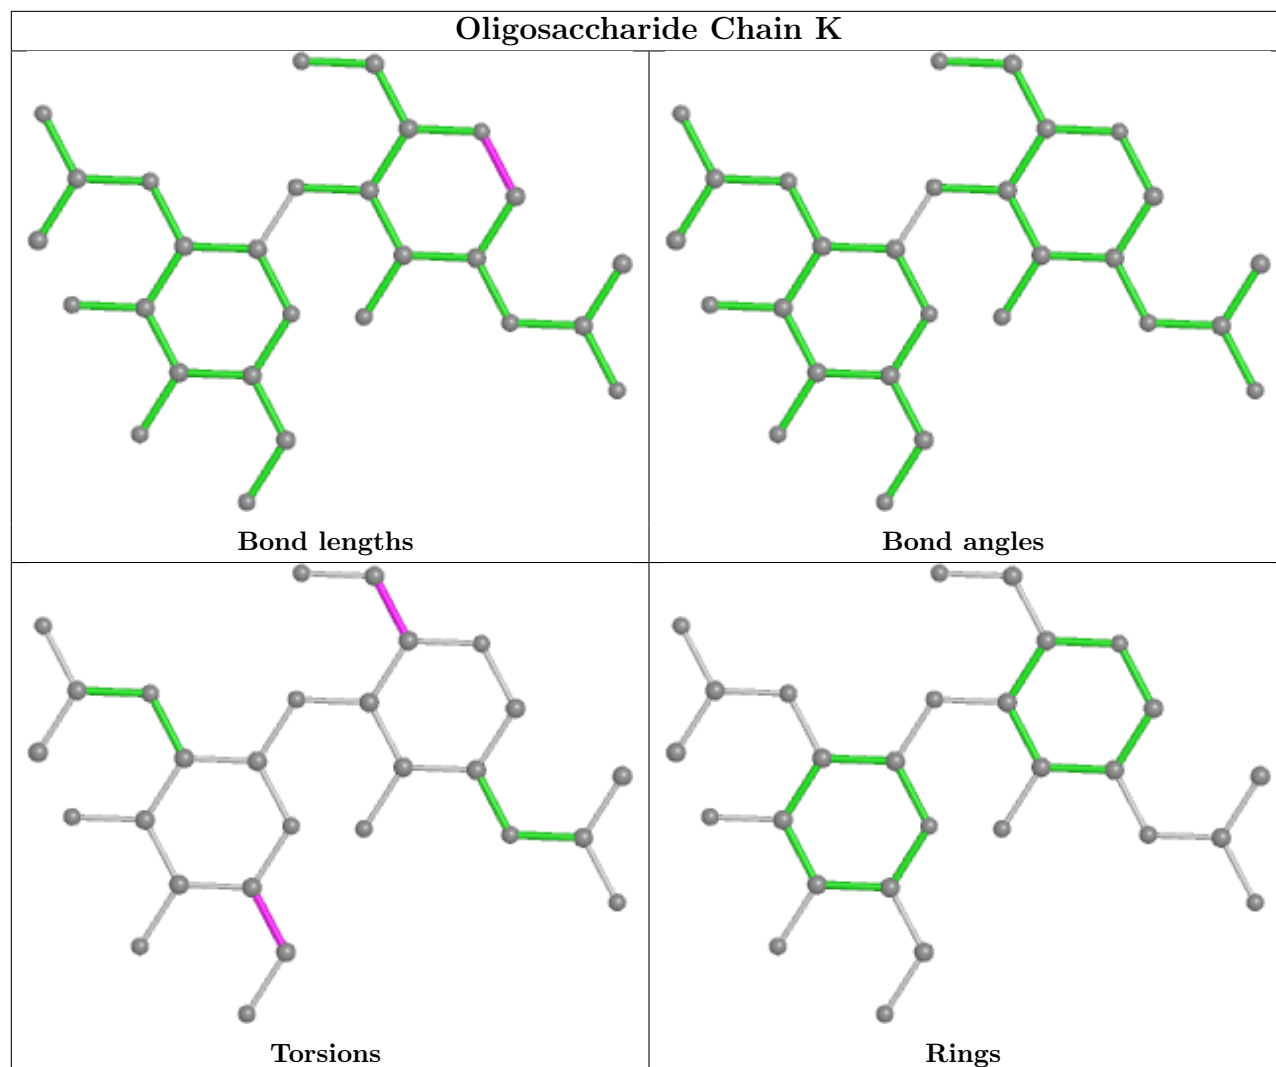 Oligosaccharide Chain K
Bond lengths
Bond angles
Torsions
Rings